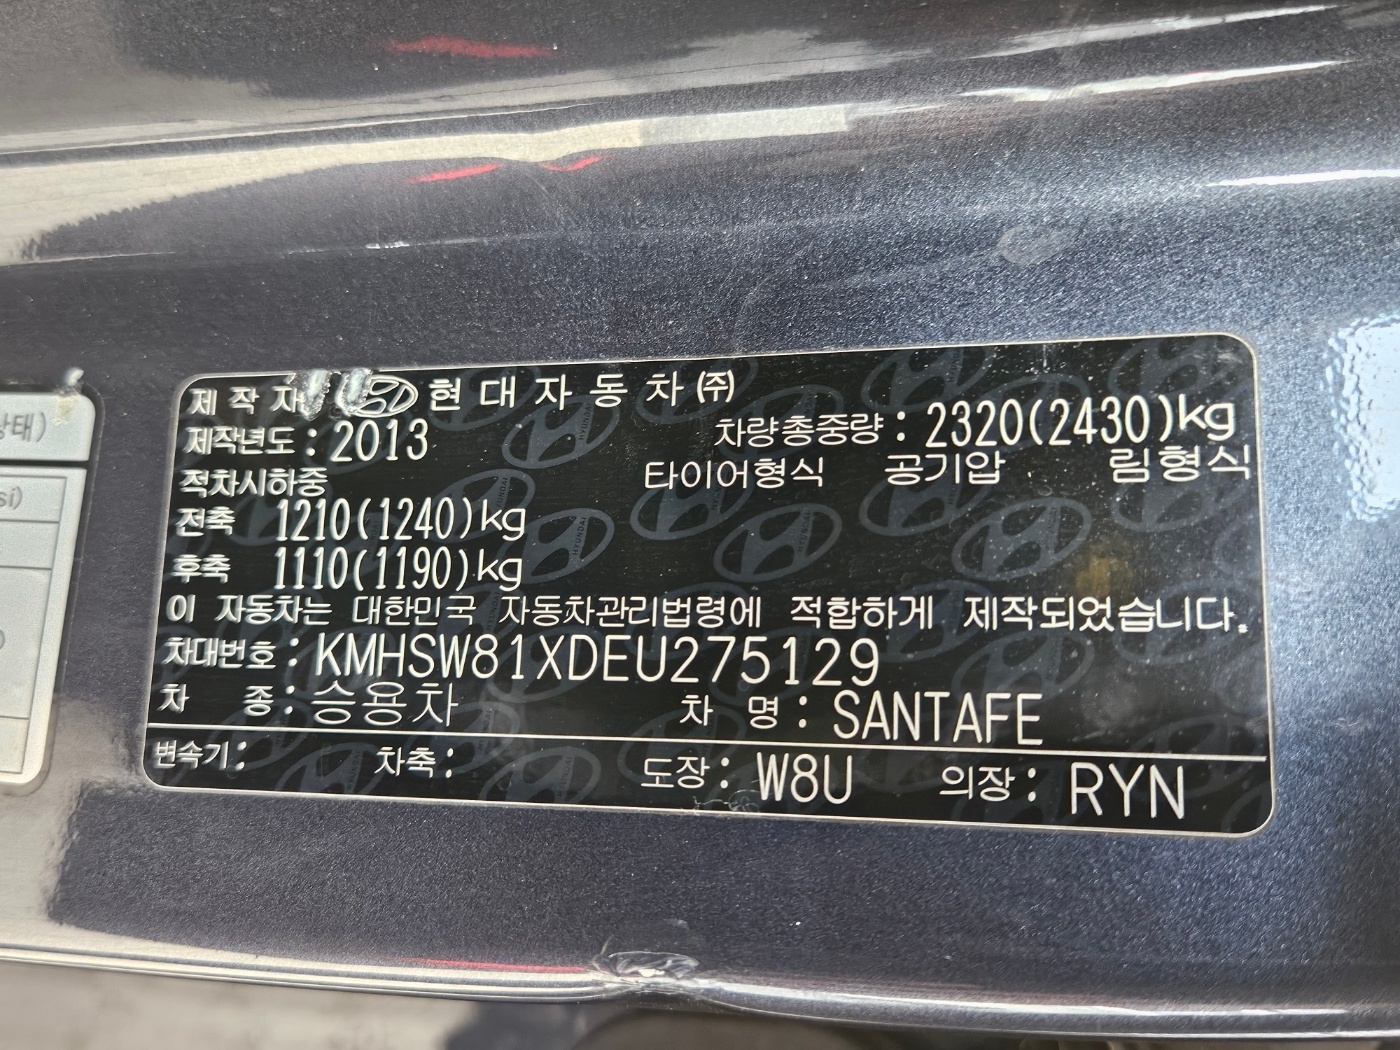 제 작 자 현 대 자 동 차 ㈜
제작년도 : 2013 차량총중량 : 2320(2430)kg
적차시하중 타이어형식 공기압 림형식
전축 1210(1240)kg
후축 1110(1190)kg
이 자동차는 대한민국 자동차관리법령에 적합하게 제작되었습니다.
차대번호 : KMHSW81XDEU275129
차 종 : 승용차 차 명 : SANTAFE
변속기 : 차축 : 도장 : W8U 의장 : RYN
상태)
si)